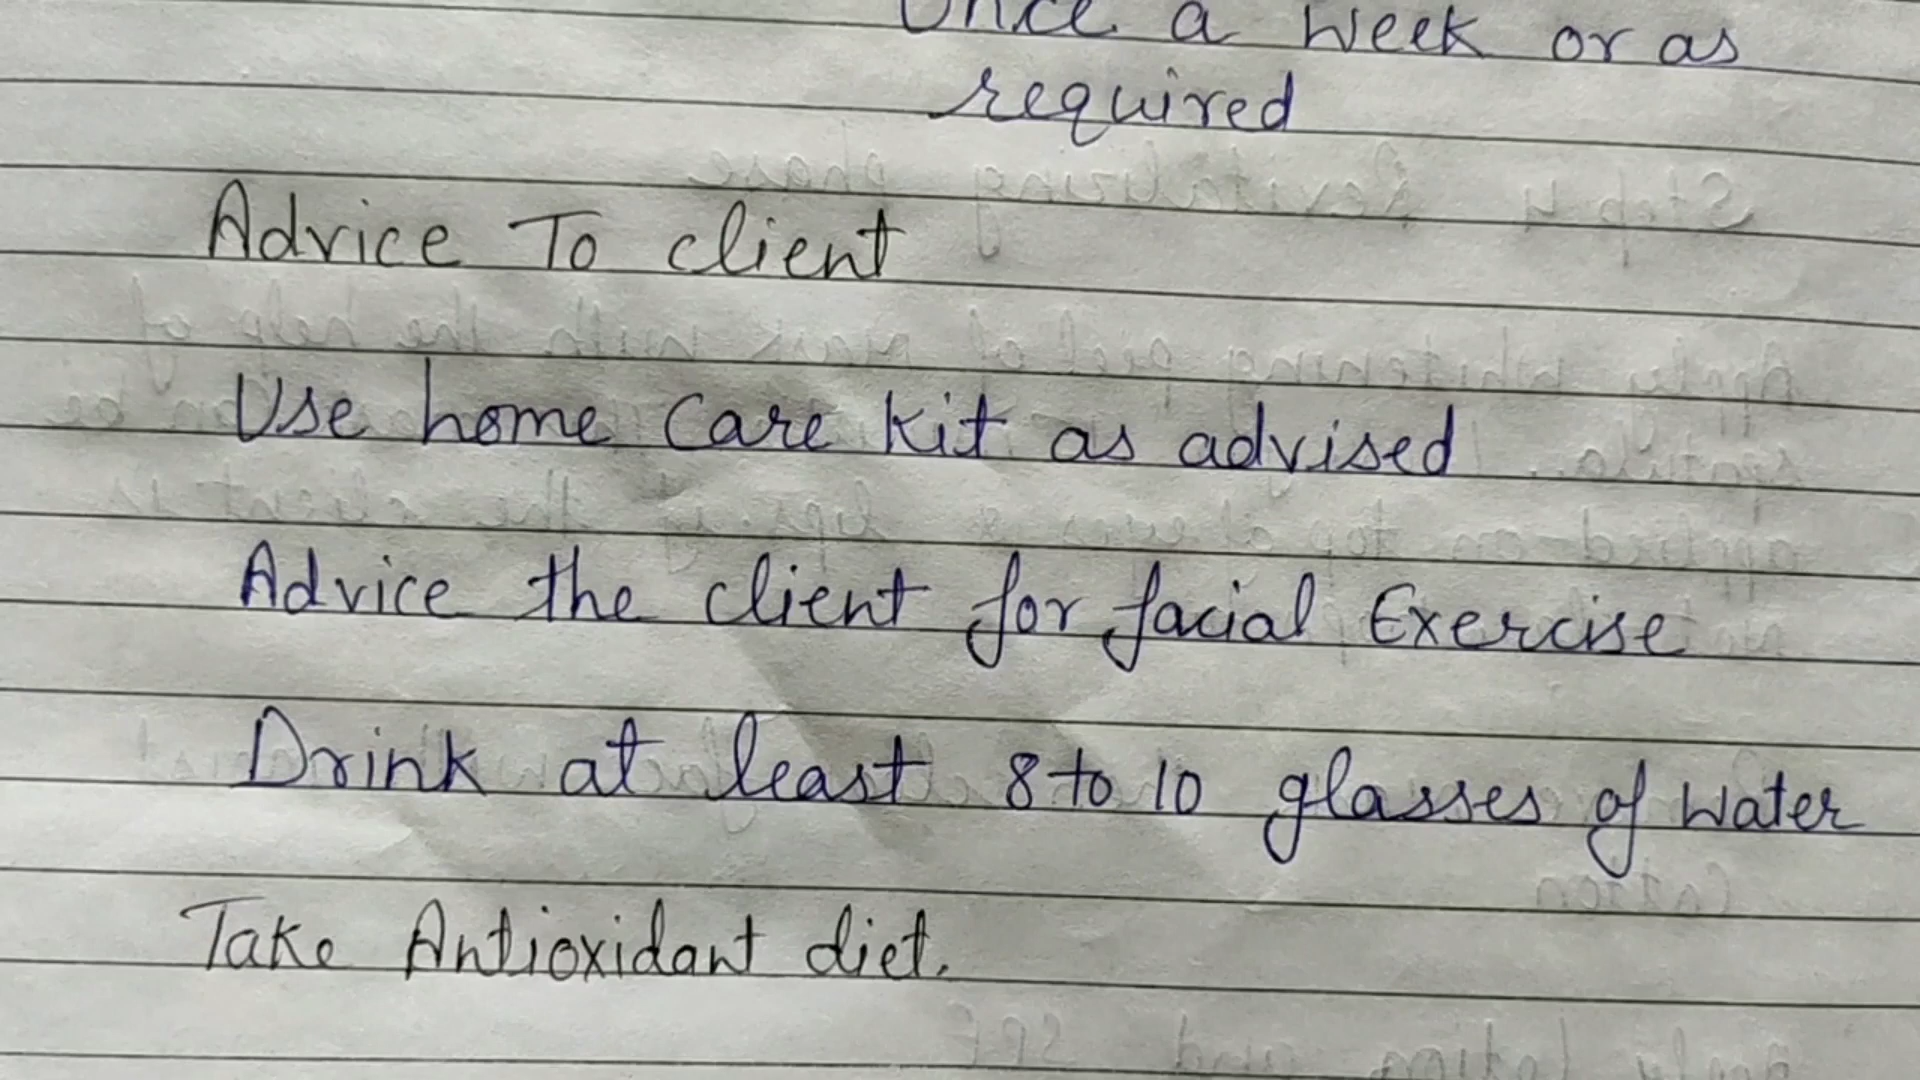 Once a week or as
required
Advice To client
Use home care kit as advised
Advice the client for facial Exercise
Drink at least 8 to 10 glasses of water
Take Antioxidant diet.